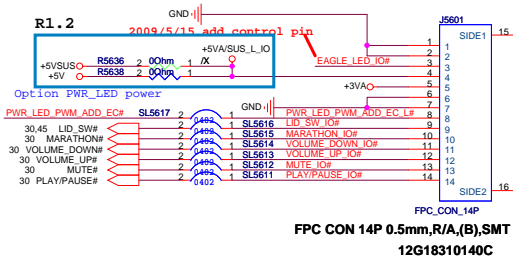 GND
R1.2
2009/5/15 add control pin
J5601
+5VA/SUS_L_IO
SIDE1 15
+5VSUS R5636 2 0Ohm 1 /X
+5V R5638 2 0Ohm 1
EAGLE_LED_IO#
+3VA
Option PWR_LED power
GND
PWR_LED_PWM_ADD_EC# SL5617 2 0402 1 PWR_LED_PWM_ADD_EC_L#
30,45 LID_SW# 2 0402 1 SL5616 LID_SW_IO#
30 MARATHON# 2 0402 1 SL5615 MARATHON_IO#
30 VOLUME_DOWN# 2 0402 1 SL5614 VOLUME_DOWN_IO#
30 VOLUME_UP# 2 0402 1 SL5613 VOLUME_UP_IO#
30 MUTE# 2 0402 1 SL5612 MUTE_IO#
30 PLAY/PAUSE# 2 0402 1 SL5611 PLAY/PAUSE_IO#
1
2
3
4
5
6
7
8
9
10
11
12
13
14
SIDE2 16
FPC_CON_14P
FPC CON 14P 0.5mm,R/A,(B),SMT
12G18310140C